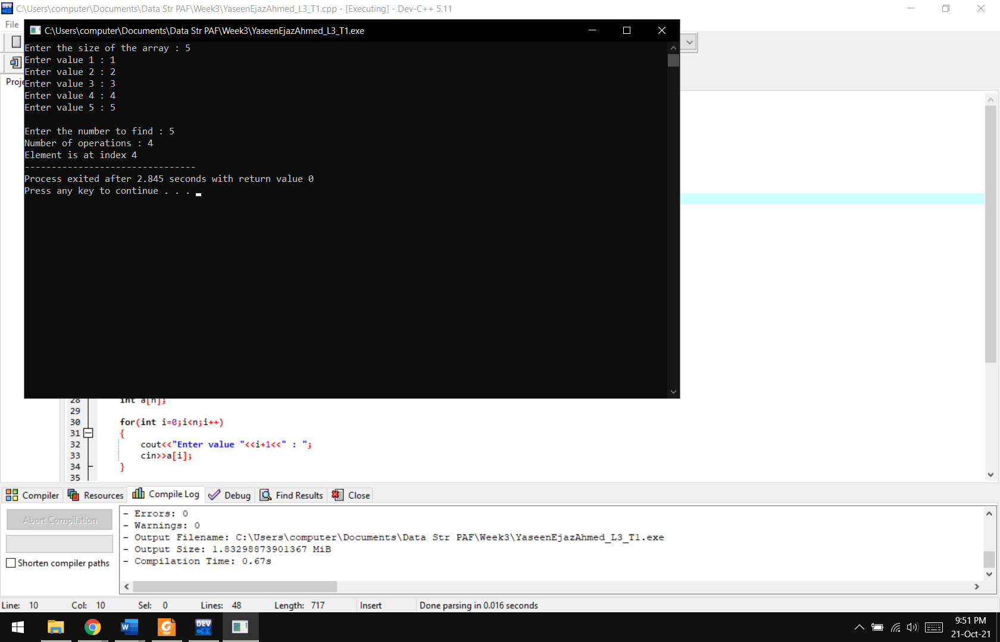 C:\Users\computer\Documents\Data Str PAF\Week3\YaseenEjazAhmed_L3_T1.cpp - [Executing] - Dev-C++ 5.11
File
C:\Users\computer\Documents\Data Str PAF\Week3\YaseenEjazAhmed_L3_T1.exe
Proje
Enter the size of the array : 5
Enter value 1 : 1
Enter value 2 : 2
Enter value 3 : 3
Enter value 4 : 4
Enter value 5 : 5
Enter the number to find : 5
Number of operations : 4
Element is at index 4
--------------------------------
Process exited after 2.845 seconds with return value 0
Press any key to continue . . .
28 int a[n];
29
30 for(int i=0;i<n;i++)
31 {
32 cout<<"Enter value "<<i+1<<" : ";
33 cin>>a[i];
34 }
35
Compiler Resources Compile Log Debug Find Results Close
Abort Compilation
Shorten compiler paths
- Errors: 0
- Warnings: 0
- Output Filename: C:\Users\computer\Documents\Data Str PAF\Week3\YaseenEjazAhmed_L3_T1.exe
- Output Size: 1.83298873901367 MiB
- Compilation Time: 0.67s
Line: 10 Col: 10 Sel: 0 Lines: 48 Length: 717 Insert Done parsing in 0.016 seconds
W
PDF
DEV C++
9:51 PM
21-Oct-21